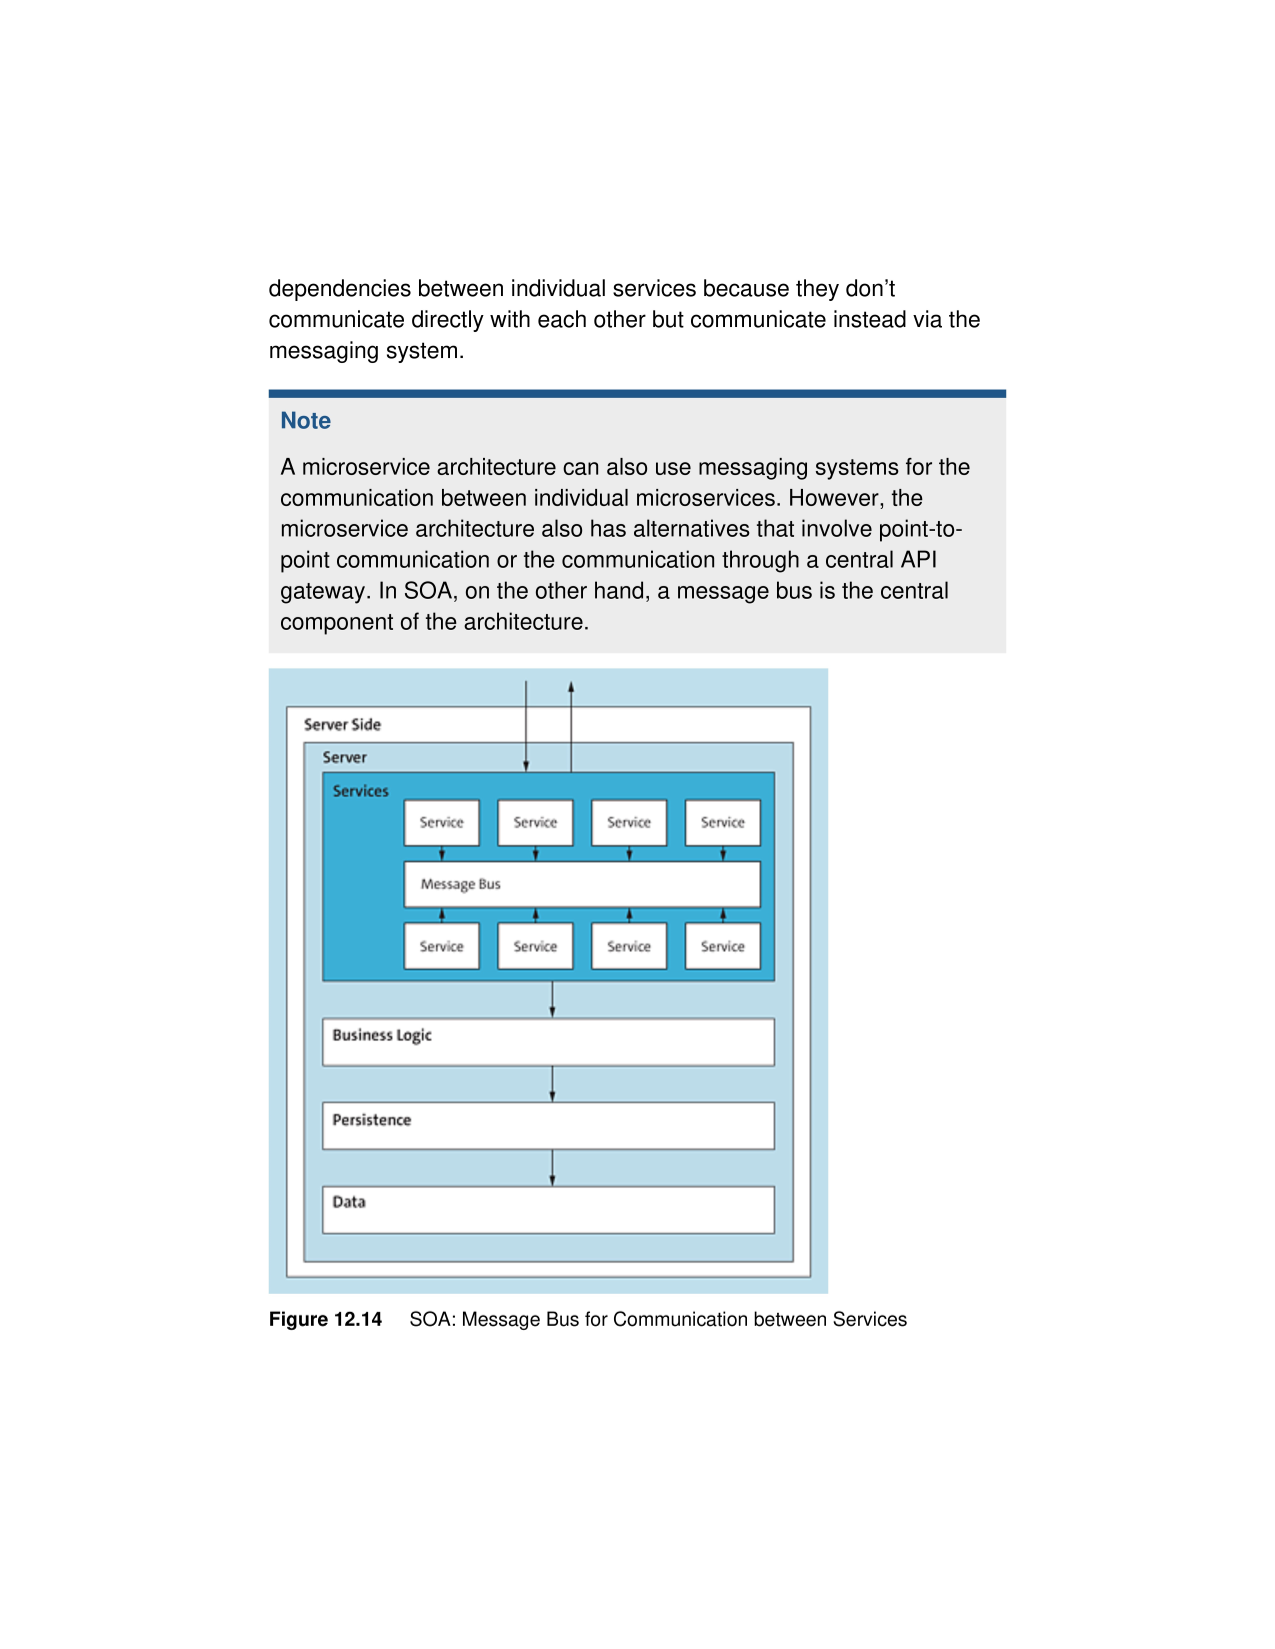 dependencies between individual services because they don’t
communicate directly with each other but communicate instead via the
messaging system.
Note
A microservice architecture can also use messaging systems for the
communication between individual microservices. However, the
microservice architecture also has alternatives that involve point-to-
point communication or the communication through a central API
gateway. In SOA, on the other hand, a message bus is the central
component of the architecture.
Server Side
Server
Services
Service Service Service Service
Message Bus
Service Service Service Service
Business Logic
Persistence
Data
Figure 12.14 SOA: Message Bus for Communication between Services